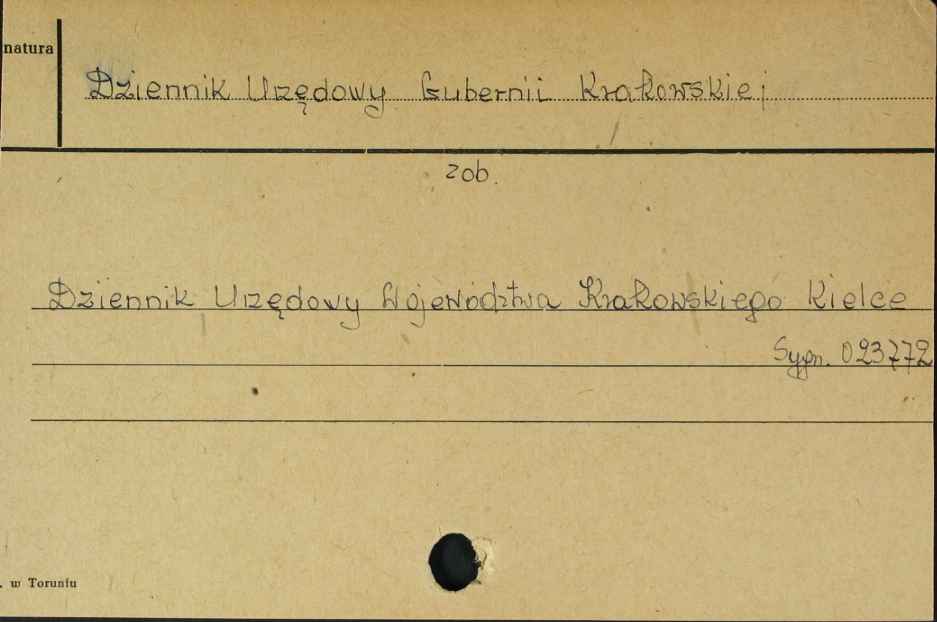 natura
Dziennik Urzędowy Gubernii Krakowskiej
zob.
Dziennik Urzędowy Województwa Krakowskiego Kielce
Sygn. 023772
. w Toruniu